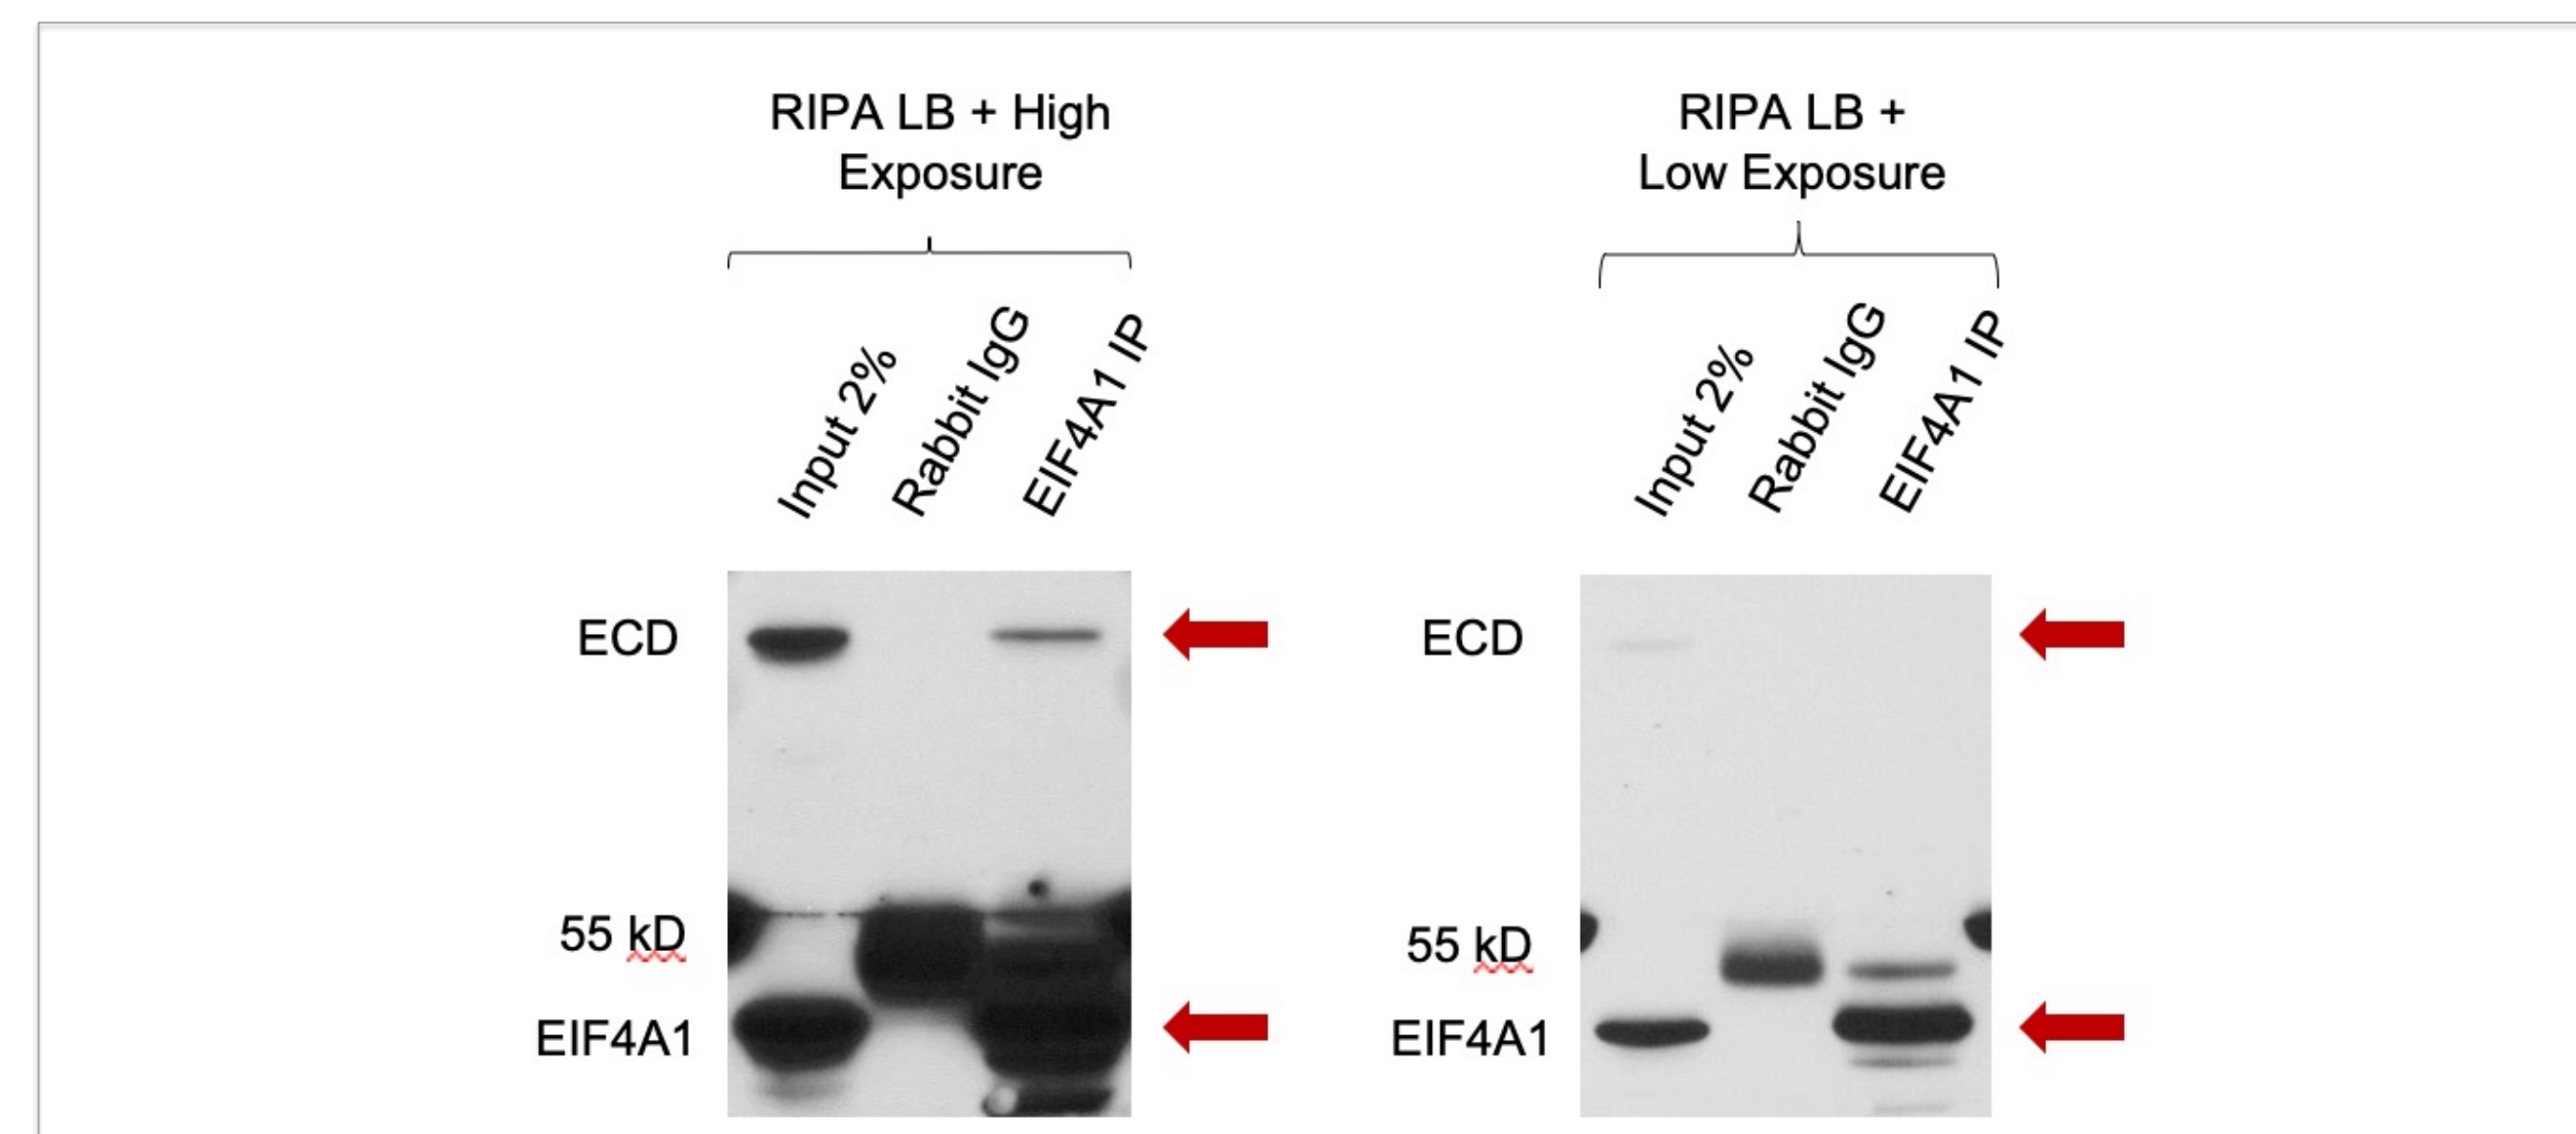 RIPA LB + High
Exposure
Input 2%
Rabbit IgG
EIF4A1 IP
ECD
55 kD
EIF4A1
RIPA LB +
Low Exposure
Input 2%
Rabbit IgG
EIF4A1 IP
ECD
55 kD
EIF4A1